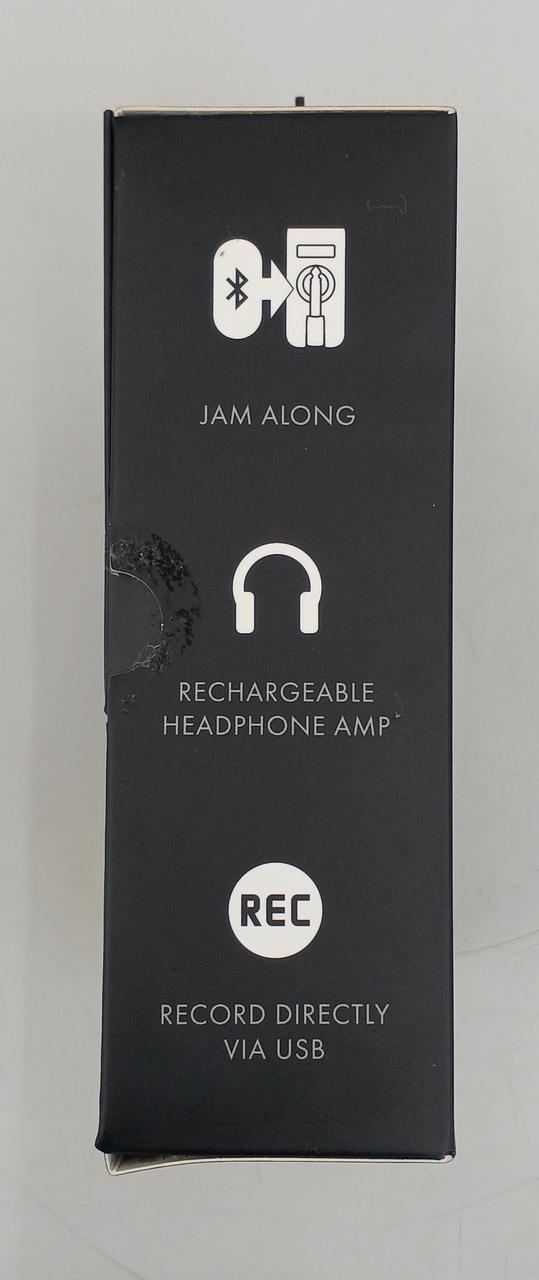 JAM ALONG
RECHARGEABLE
HEADPHONE AMP
REC
RECORD DIRECTLY
VIA USB